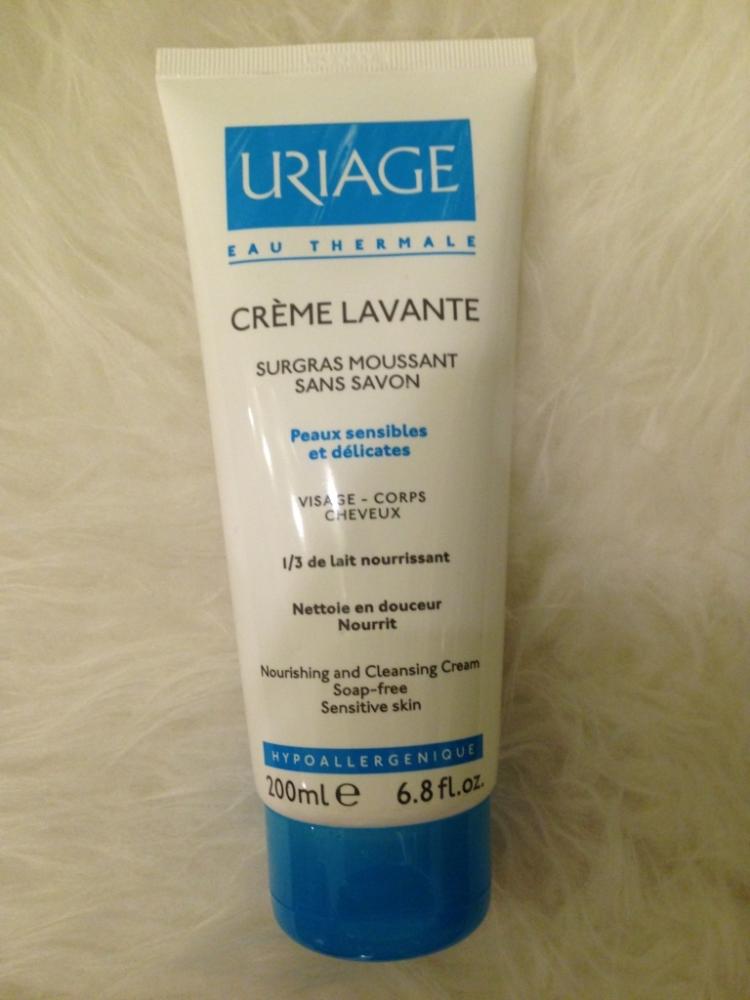 URIAGE
EAU THERMALE
CRÈME LAVANTE
SURGRAS MOUSSANT
SANS SAVON
Peaux sensibles
et délicates
VISAGE - CORPS
CHEVEUX
1/3 de lait nourrissant
Nettoie en douceur
Nourrit
Nourishing and Cleansing Cream
Soap-free
Sensitive skin
HYPOALLERGENIQUE
200ml e 6.8 fl.oz.